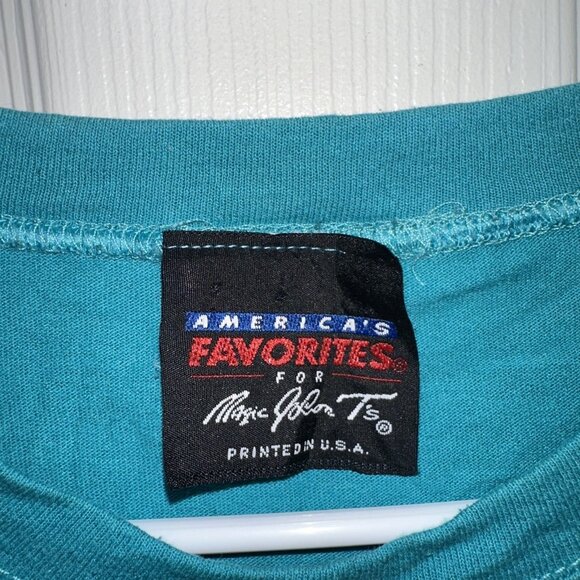 AMERICA'S
FAVORITES®
FOR
Magic Johnson T's®
PRINTED IN U.S.A.